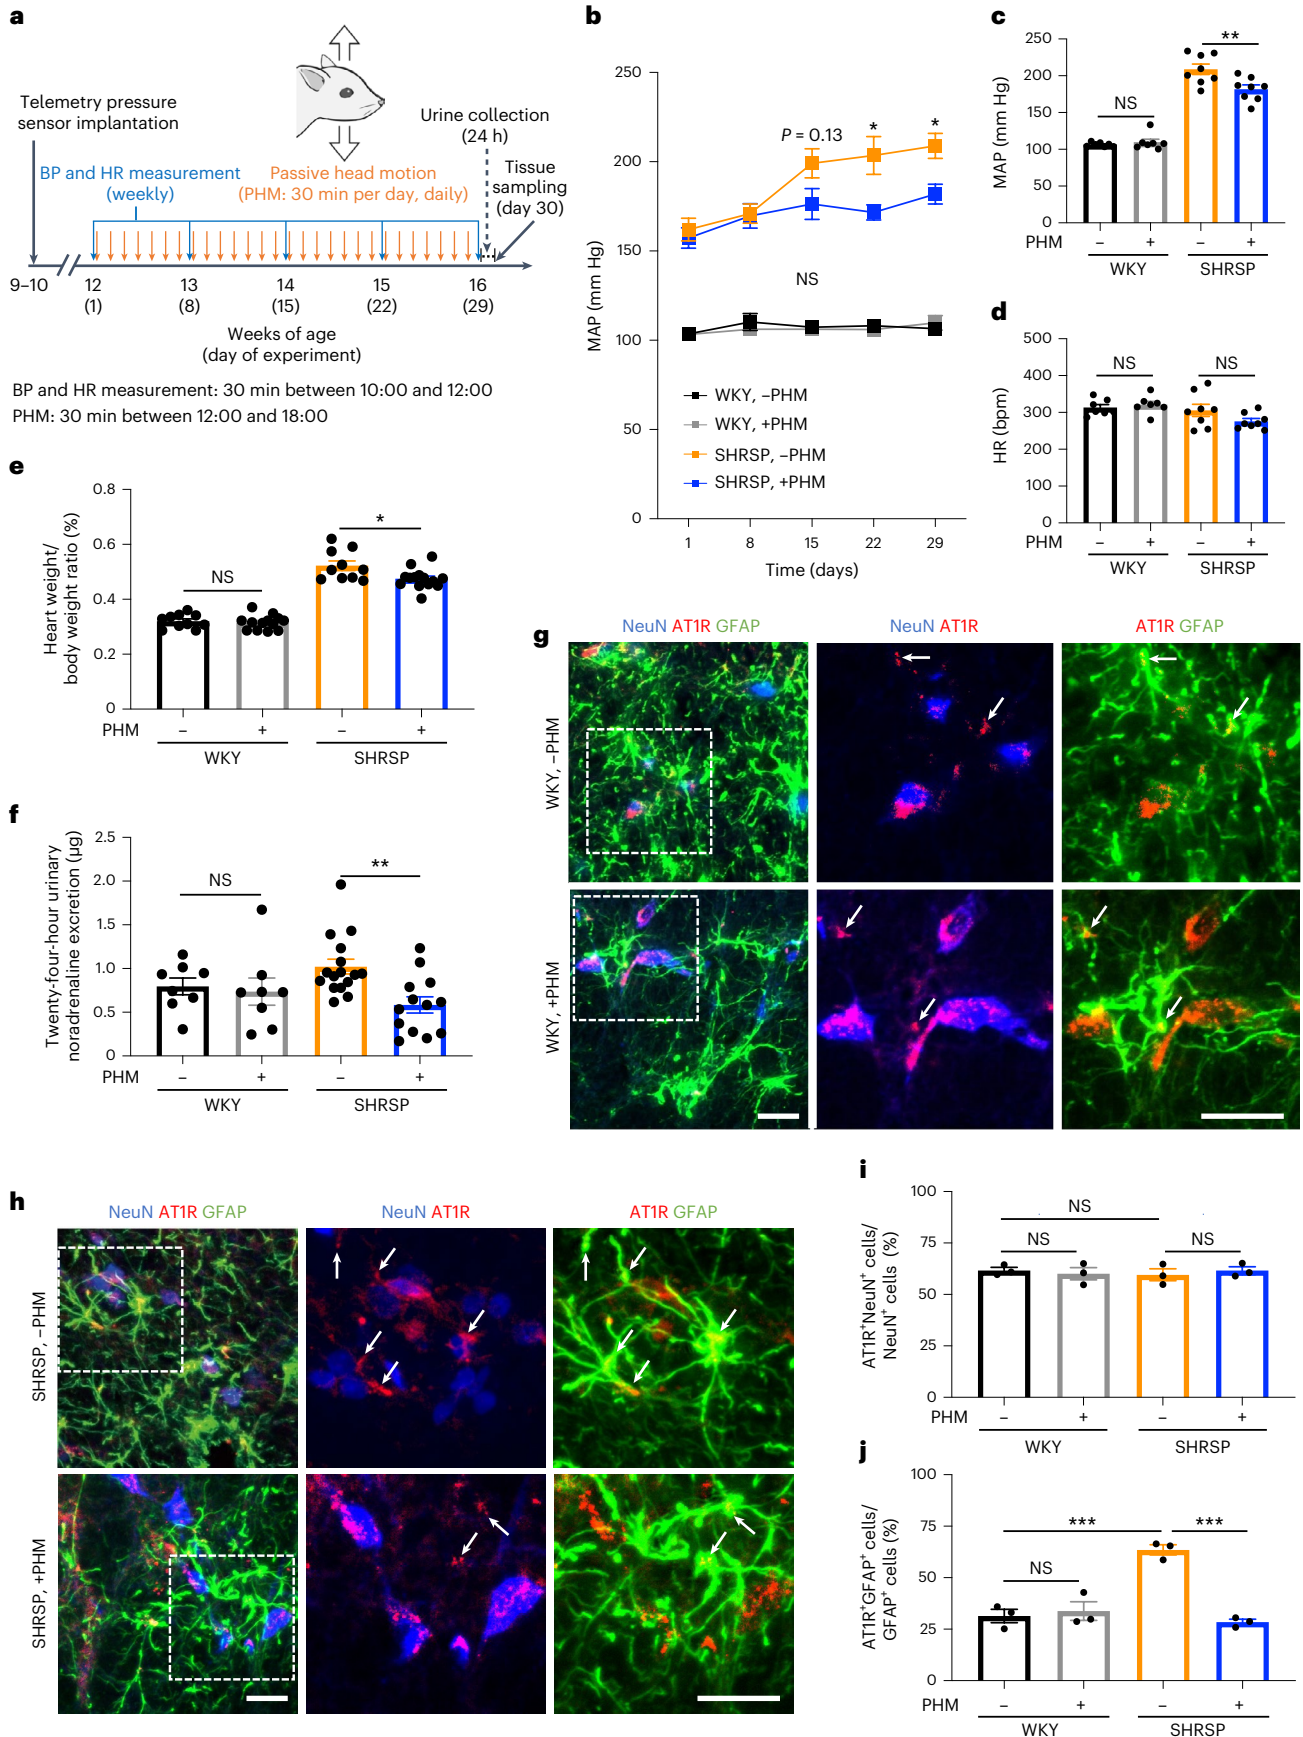 a
Telemetry pressure
sensor implantation
BP and HR measurement
(weekly)
Passive head motion
(PHM: 30 min per day, daily)
Urine collection
(24 h)
Tissue
sampling
(day 30)
9–10
12
13
14
15
16
(1)
(8)
(15)
(22)
(29)
Weeks of age
(day of experiment)
BP and HR measurement: 30 min between 10:00 and 12:00
PHM: 30 min between 12:00 and 18:00
b
MAP (mm Hg)
250
200
150
100
50
0
P = 0.13
*
*
NS
WKY, –PHM
WKY, +PHM
SHRSP, –PHM
SHRSP, +PHM
1
8
15
22
29
Time (days)
c
MAP (mm Hg)
250
200
150
100
50
0
NS
**
PHM
–
+
–
+
WKY
SHRSP
d
HR (bpm)
500
400
300
200
100
0
NS
NS
PHM
–
+
–
+
WKY
SHRSP
e
Heart weight/
body weight ratio (%)
0.8
0.6
0.4
0.2
0
NS
*
PHM
–
+
–
+
WKY
SHRSP
f
Twenty-four-hour urinary
noradrenaline excretion (µg)
2.5
2.0
1.5
1.0
0.5
0
NS
**
PHM
–
+
–
+
WKY
SHRSP
g
NeuN AT1R GFAP
NeuN AT1R
AT1R GFAP
WKY, –PHM
WKY, +PHM
h
NeuN AT1R GFAP
NeuN AT1R
AT1R GFAP
SHRSP, –PHM
SHRSP, +PHM
i
AT1R⁺NeuN⁺ cells/
NeuN⁺ cells (%)
100
75
50
25
0
NS
NS
NS
PHM
–
+
–
+
WKY
SHRSP
j
AT1R⁺GFAP⁺ cells/
GFAP⁺ cells (%)
100
75
50
25
0
***
***
NS
PHM
–
+
–
+
WKY
SHRSP